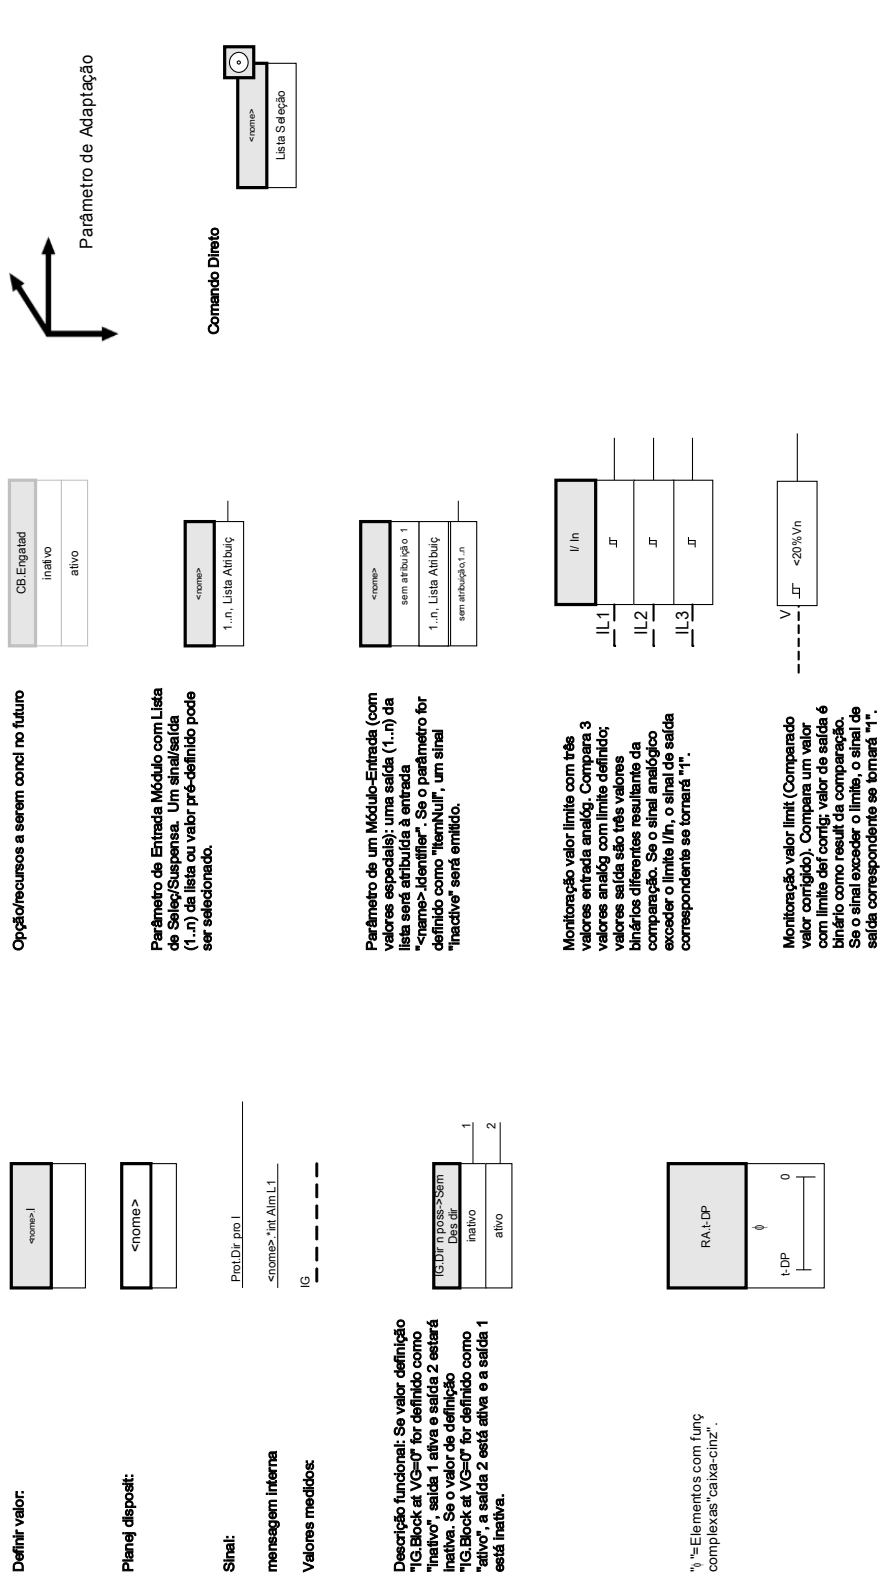 Definir valor:
<nome>.I
Planej disposit:
<nome>
Sinal:
Prot.Dir pro I
mensagem interna
<nome>.*int Alm L1
Valores medidos:
IG
Descrição funcional: Se valor definição
"IG.Block at VG=0" for definido como
"inativo", saída 1 ativa e saída 2 estará
inativa. Se o valor de definição
"IG.Block at VG=0" for definido como
"ativo", a saída 2 está ativa e a saída 1
está inativa.
IG.Dir n poss->Sem
Des dir
inativo
ativo
1
2
"ϕ"=Elementos com funç
complexas"caixa-cinz".
RA.t-DP
ϕ
t-DP
0
Opção/recursos a serem concl no futuro
CB.Engatad
inativo
ativo
Parâmetro de Entrada Módulo com Lista
de Seleç/Suspensa. Um sinal/saída
(1..n) da lista ou valor pré-definido pode
ser selecionado.
<nome>
1..n, Lista Atribuiç
Parâmetro de um Módulo-Entrada (com
valores espedais): uma saída (1..n) da
lista será atribuída à entrada
"<name>.Identifier". Se o parâmetro for
definido como "ItemNull", um sinal
"Inactive" será emitido.
<nome>
sem atribuição 1
1..n, Lista Atribuiç
sem atribuição,1..n
Monitoração valor limite com três
valores entrada analóg. Compara 3
valores analóg com limite definido;
valores saída são três valores
binários diferentes resultante da
comparação. Se o sinal analógico
exceder o limite I/In, o sinal de saída
correspondente se tornará "1".
I/ In
IL1
IL2
IL3
Monitoração valor limit (Comparado
valor corrigido). Compara um valor
com limite def corrig; valor de saída é
binário como result da comparação.
Se o sinal exceder o limite, o sinal de
saída correspondente se tornará "1".
V
<20%Vn
Parâmetro de Adaptação
Comando Direto
<nome>
Lista Seleção